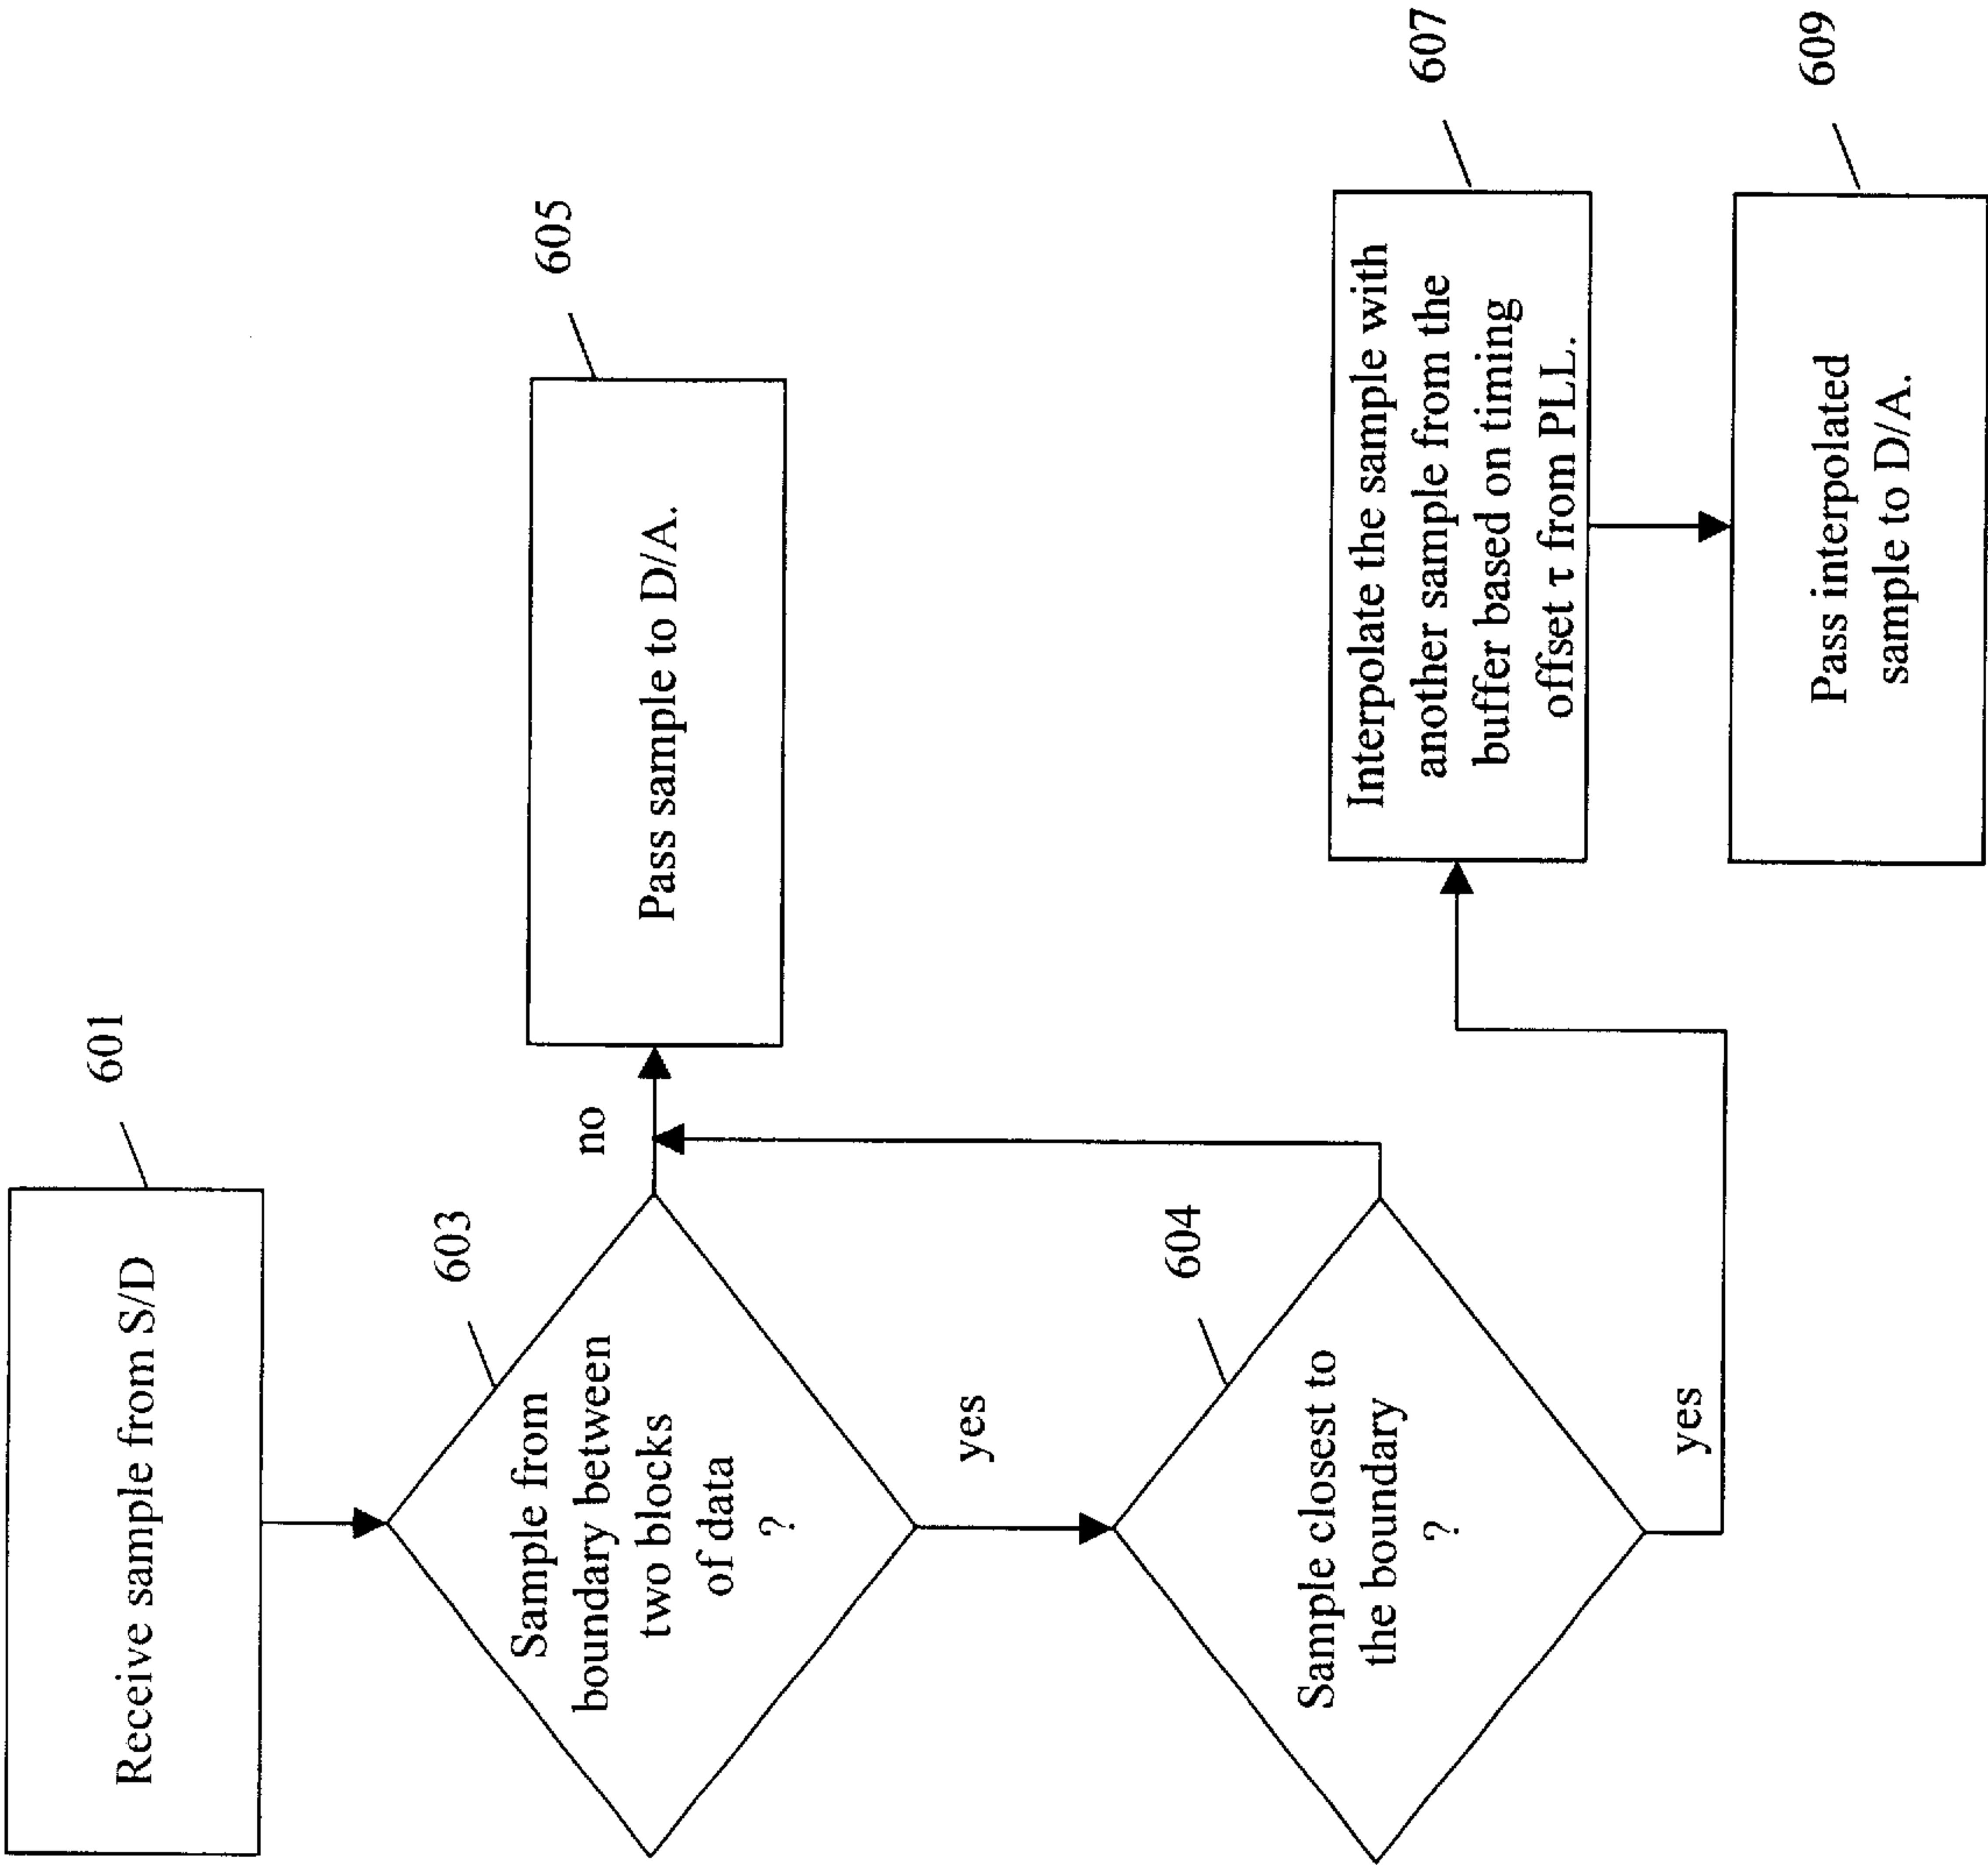 601
Receive sample from S/D
603
Sample from
boundary between
two blocks
of data
?
no
605
Pass sample to D/A.
yes
604
Sample closest to
the boundary
?
yes
607
Interpolate the sample with
another sample from the
buffer based on timing
offset τ from PLL.
609
Pass interpolated
sample to D/A.